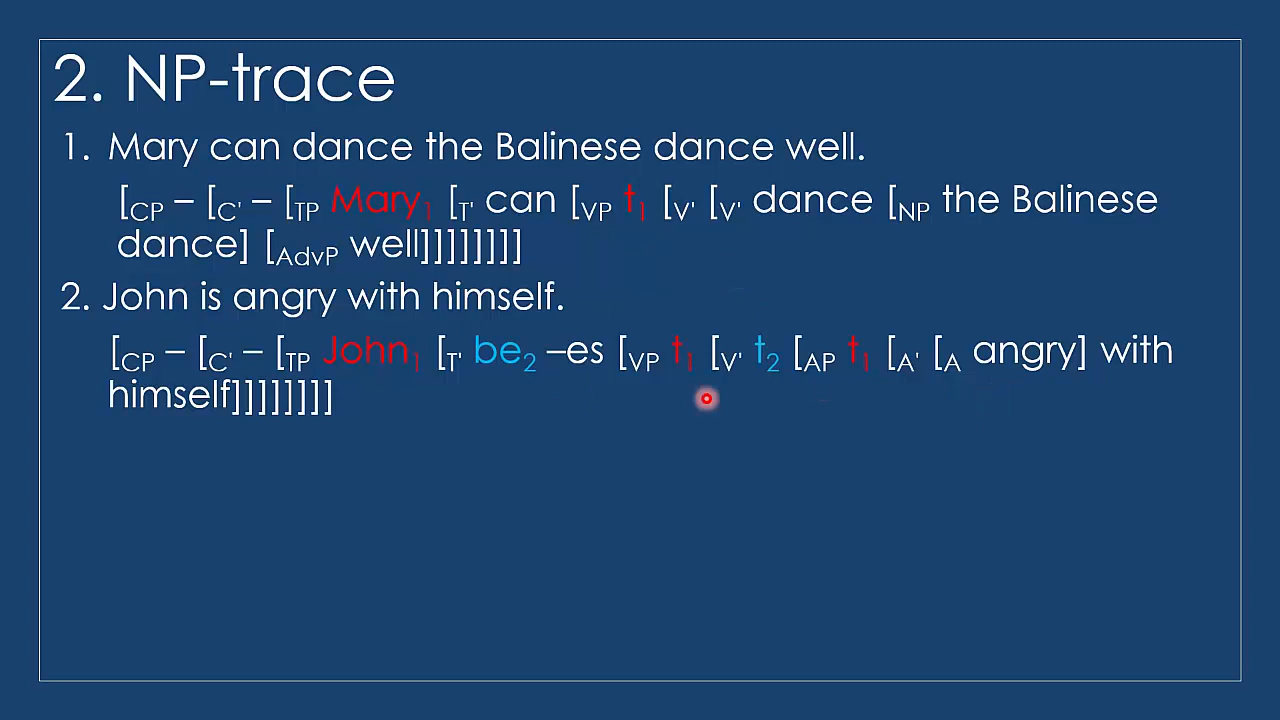 2. NP-trace
1. Mary can dance the Balinese dance well.
[CP – [C' – [TP Mary1 [T' can [VP t1 [V' [V' dance [NP the Balinese
dance] [AdvP well]]]]]]]]
2. John is angry with himself.
[CP – [C' – [TP John1 [T' be2 –es [VP t1 [V' t2 [AP t1 [A' [A angry] with
himself]]]]]]]]